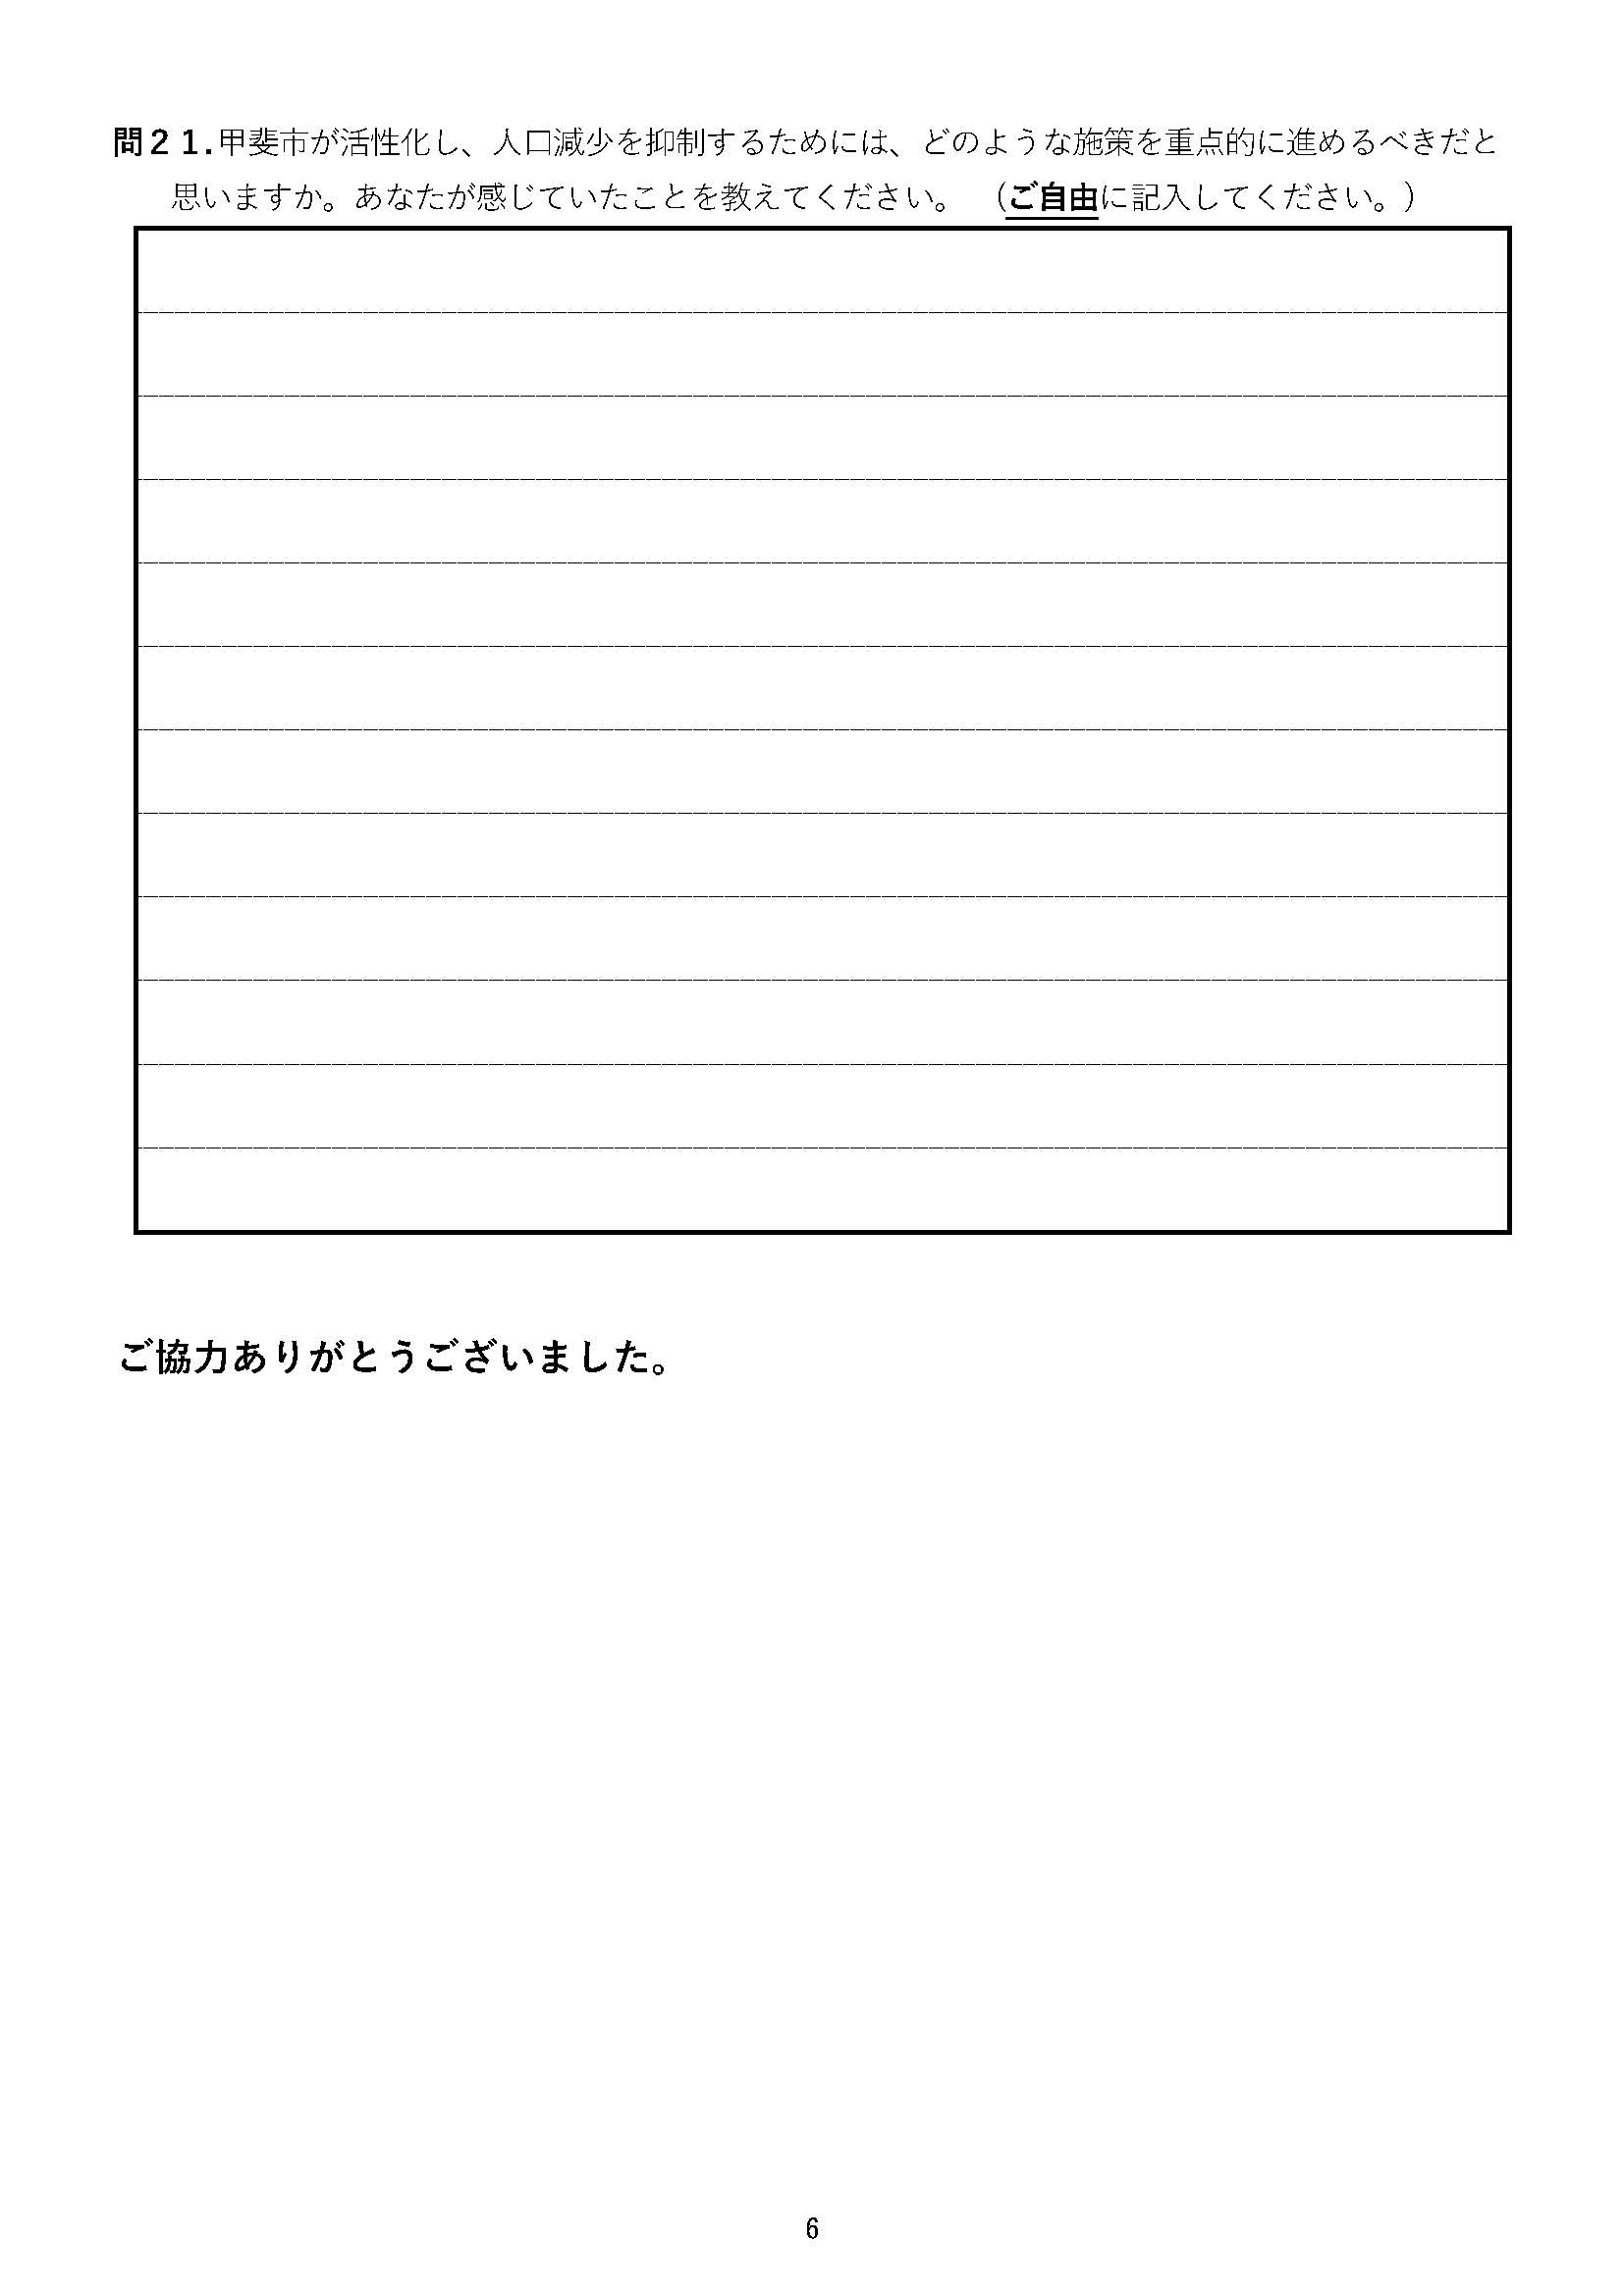 問２１.甲斐市が活性化し、人口減少を抑制するためには、どのような施策を重点的に進めるべきだと
思いますか。あなたが感じていたことを教えてください。　（ご自由に記入してください。）
ご協力ありがとうございました。
6